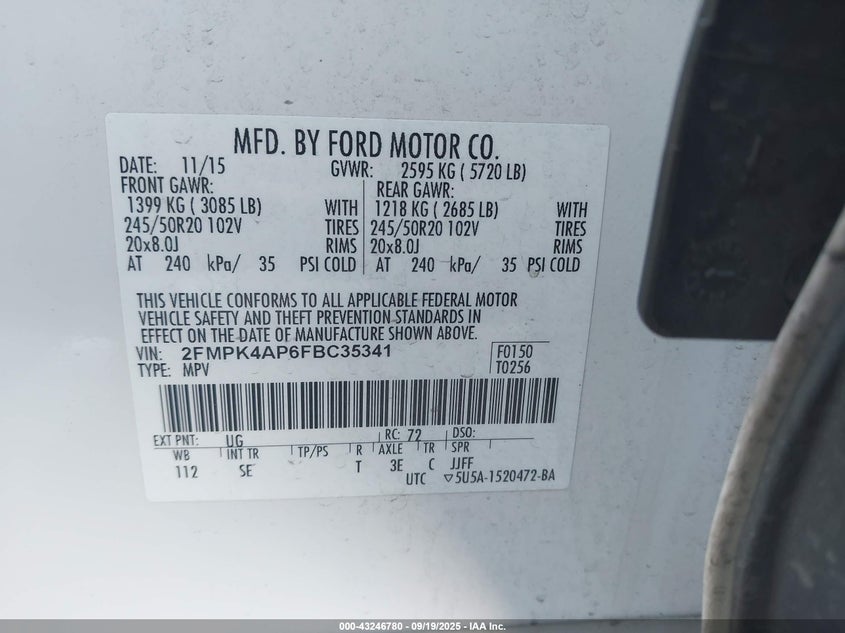 MFD. BY FORD MOTOR CO.
DATE: 11/15 GVWR: 2595 KG ( 5720 LB)
FRONT GAWR: REAR GAWR:
1399 KG ( 3085 LB) WITH 1218 KG ( 2685 LB) WITH
245/50R20 102V TIRES 245/50R20 102V TIRES
20x8.0J RIMS 20x8.0J RIMS
AT 240 kPa/ 35 PSI COLD AT 240 kPa/ 35 PSI COLD
THIS VEHICLE CONFORMS TO ALL APPLICABLE FEDERAL MOTOR
VEHICLE SAFETY AND THEFT PREVENTION STANDARDS IN
EFFECT ON THE DATE OF MANUFACTURE SHOWN ABOVE.
VIN: 2FMPK4AP6FBC35341 F0150
TYPE: MPV T0256
EXT PNT: UG RC: 72 DSO:
WB INT TR TP/PS R AXLE TR SPR
112 SE T 3E C JJFF
UTC ▽5U5A-1520472-BA
000-43246780 - 09/19/2025 - IAA Inc.